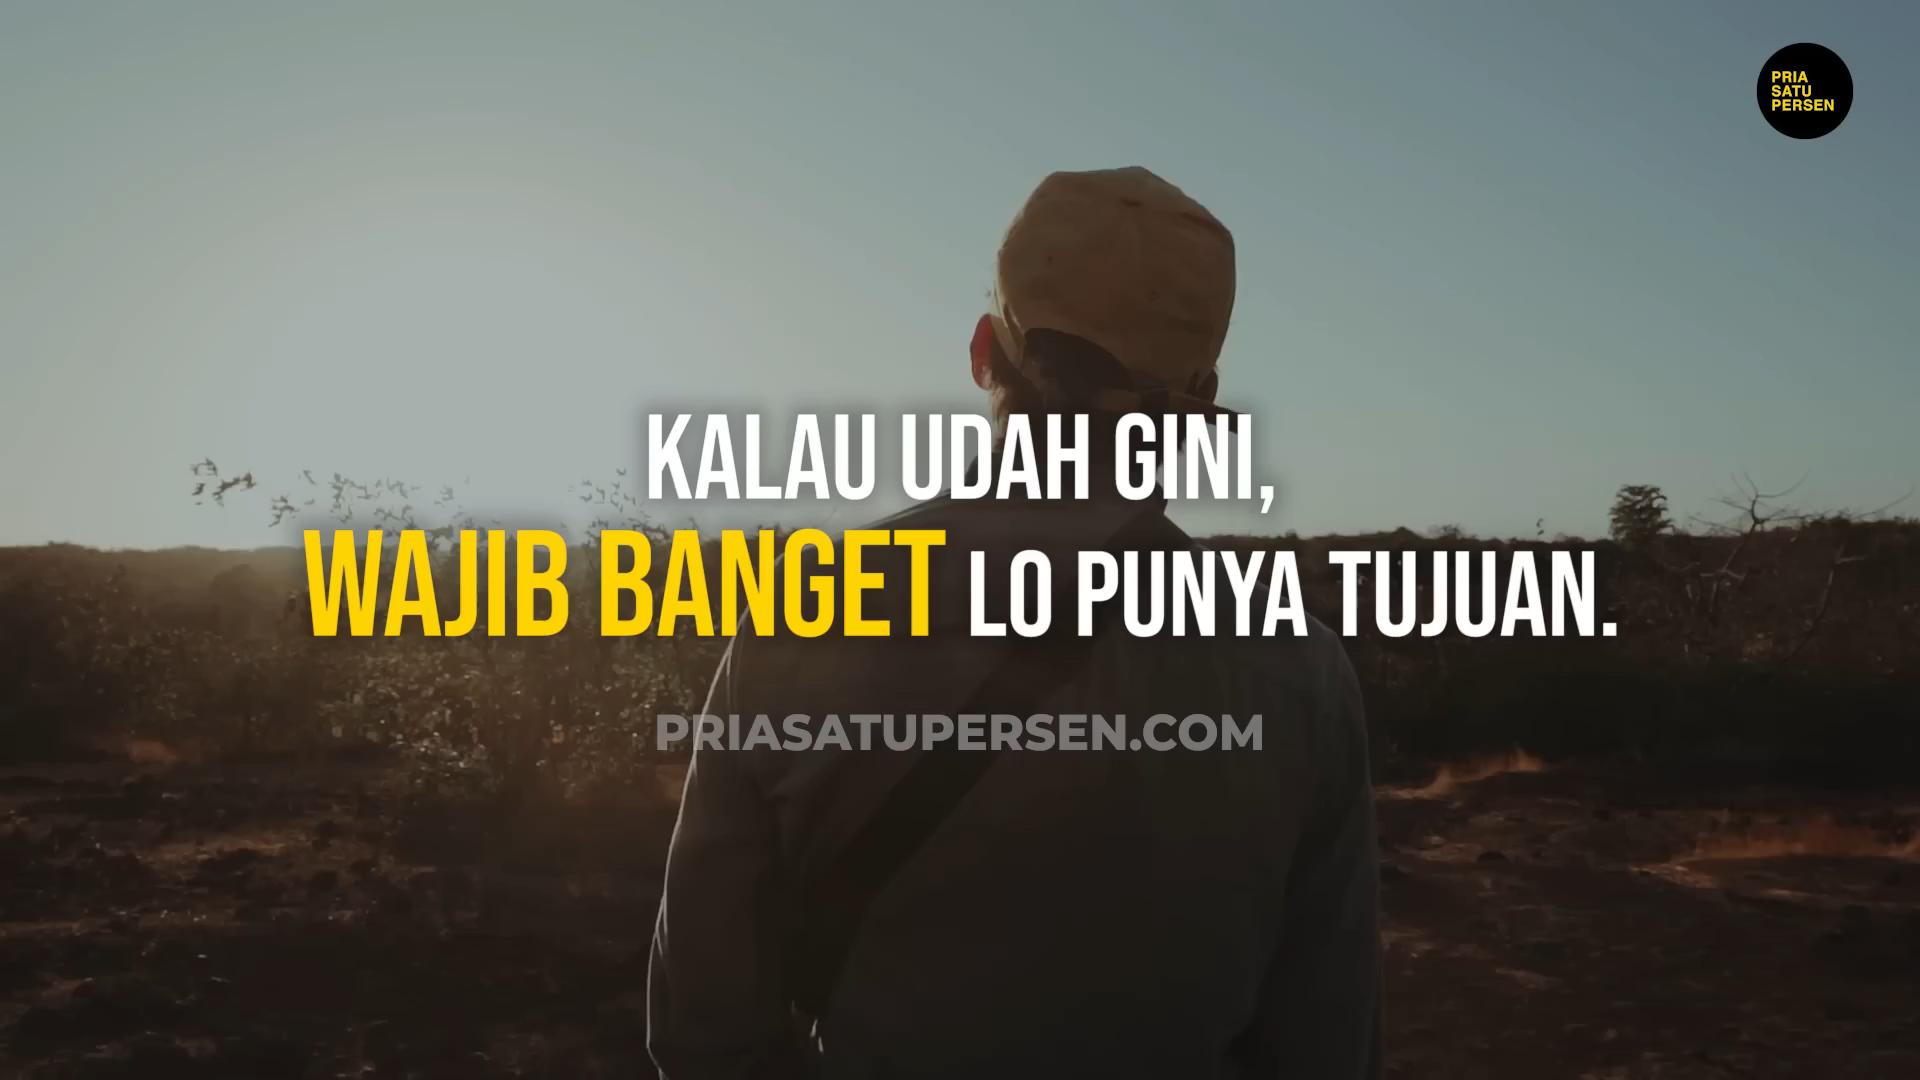 PRIA
SATU
PERSEN
KALAU UDAH GINI,
WAJIB BANGET LO PUNYA TUJUAN.
PRIASATUPERSEN.COM